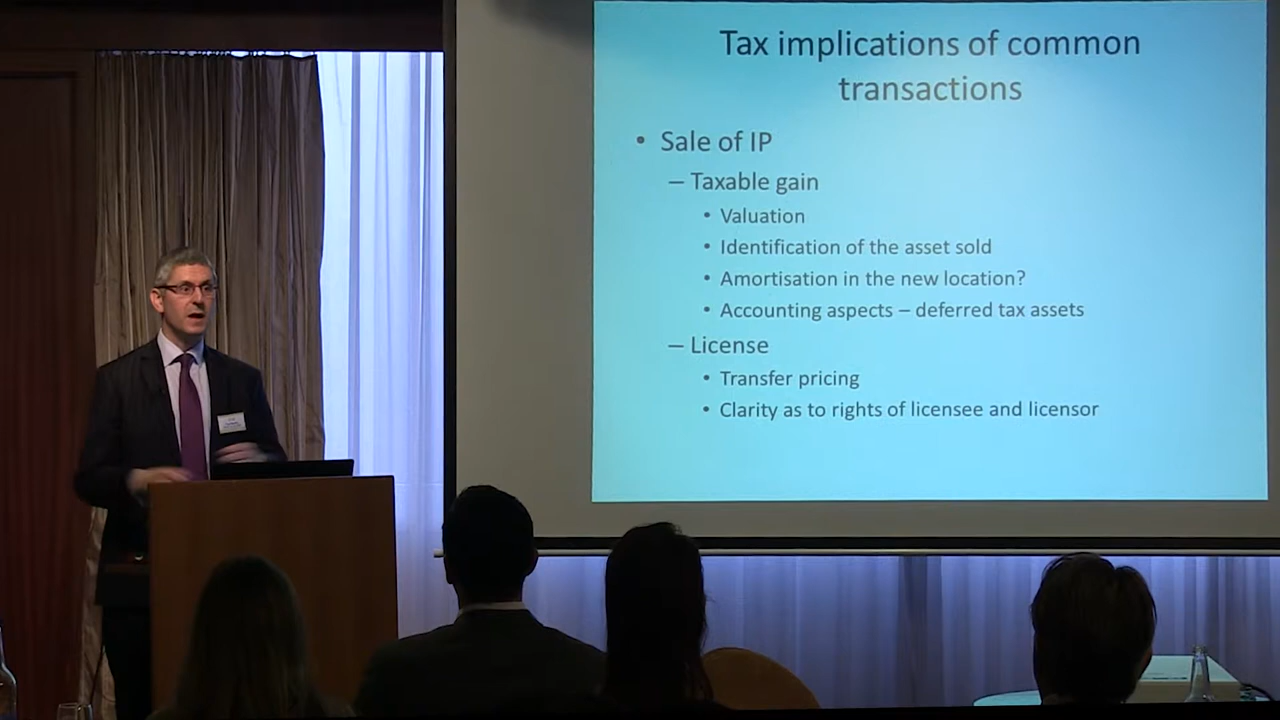 Tax implications of common
transactions
• Sale of IP
– Taxable gain
• Valuation
• Identification of the asset sold
• Amortisation in the new location?
• Accounting aspects – deferred tax assets
– License
• Transfer pricing
• Clarity as to rights of licensee and licensor